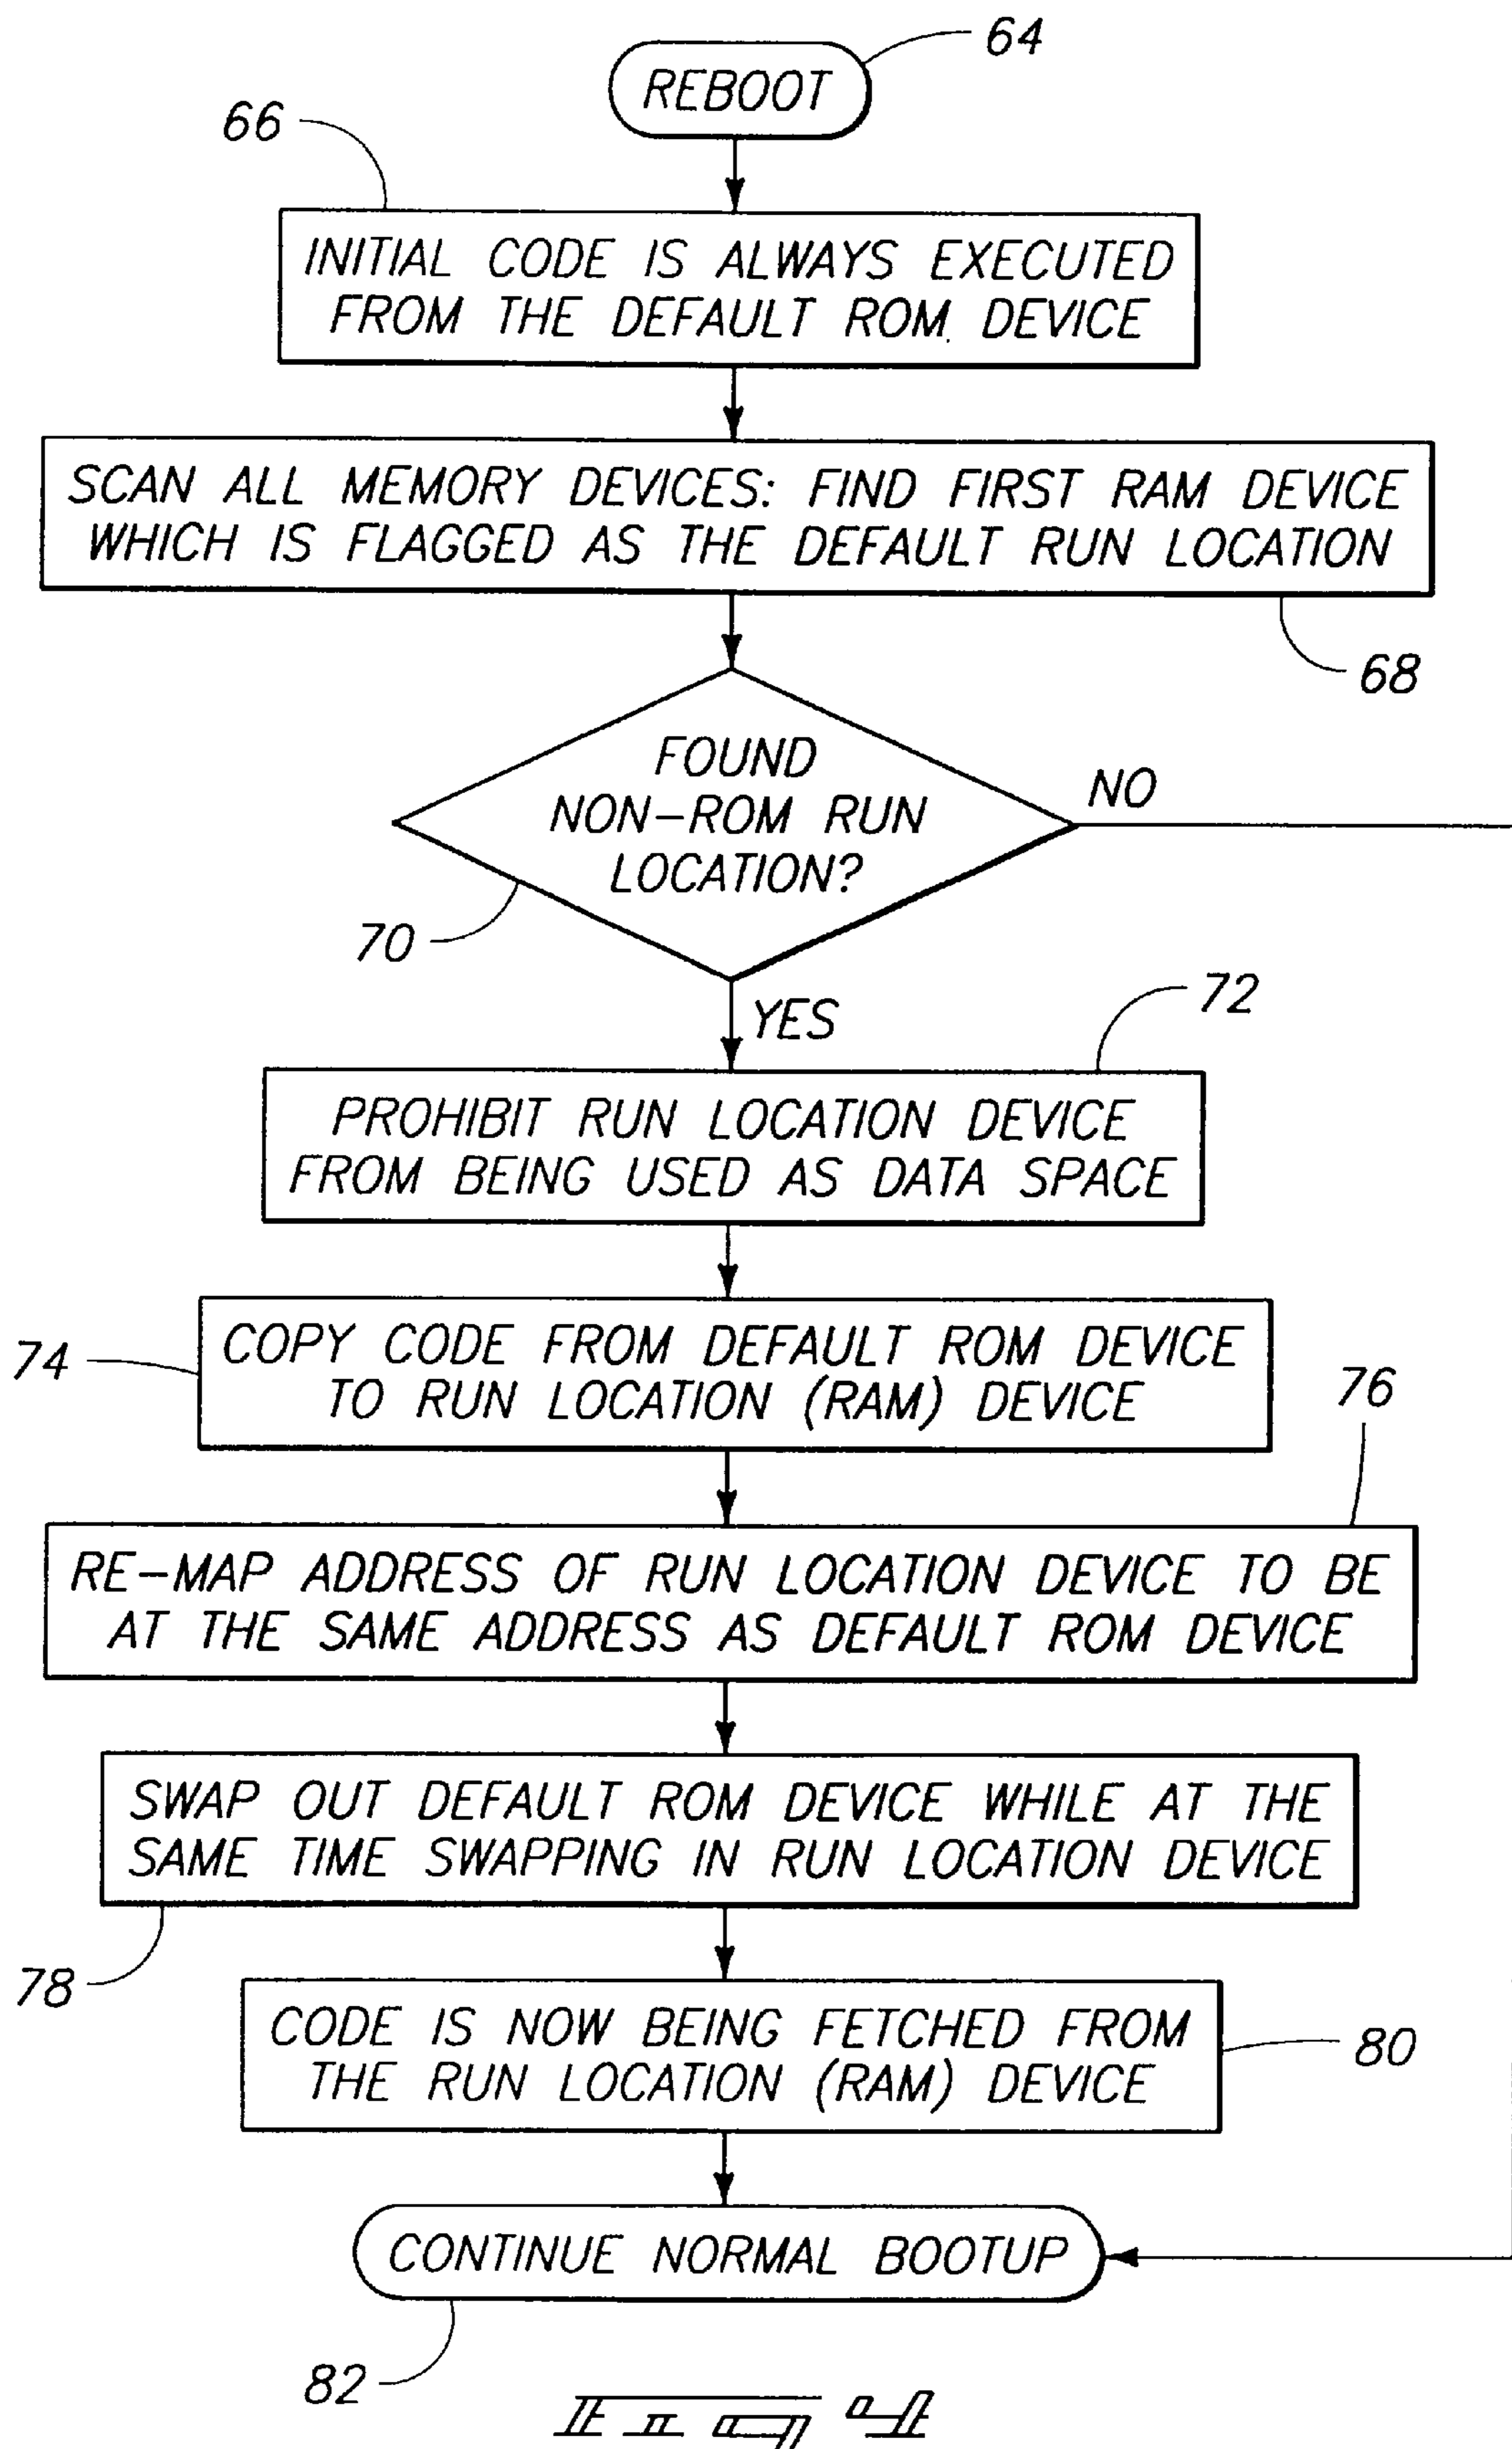 64
REBOOT
66
INITIAL CODE IS ALWAYS EXECUTED
FROM THE DEFAULT ROM DEVICE
SCAN ALL MEMORY DEVICES: FIND FIRST RAM DEVICE
WHICH IS FLAGGED AS THE DEFAULT RUN LOCATION
68
FOUND
NON-ROM RUN
LOCATION?
NO
70
YES
72
PROHIBIT RUN LOCATION DEVICE
FROM BEING USED AS DATA SPACE
74
COPY CODE FROM DEFAULT ROM DEVICE
TO RUN LOCATION (RAM) DEVICE
76
RE-MAP ADDRESS OF RUN LOCATION DEVICE TO BE
AT THE SAME ADDRESS AS DEFAULT ROM DEVICE
SWAP OUT DEFAULT ROM DEVICE WHILE AT THE
SAME TIME SWAPPING IN RUN LOCATION DEVICE
78
CODE IS NOW BEING FETCHED FROM
THE RUN LOCATION (RAM) DEVICE
80
CONTINUE NORMAL BOOTUP
82
Fig 4